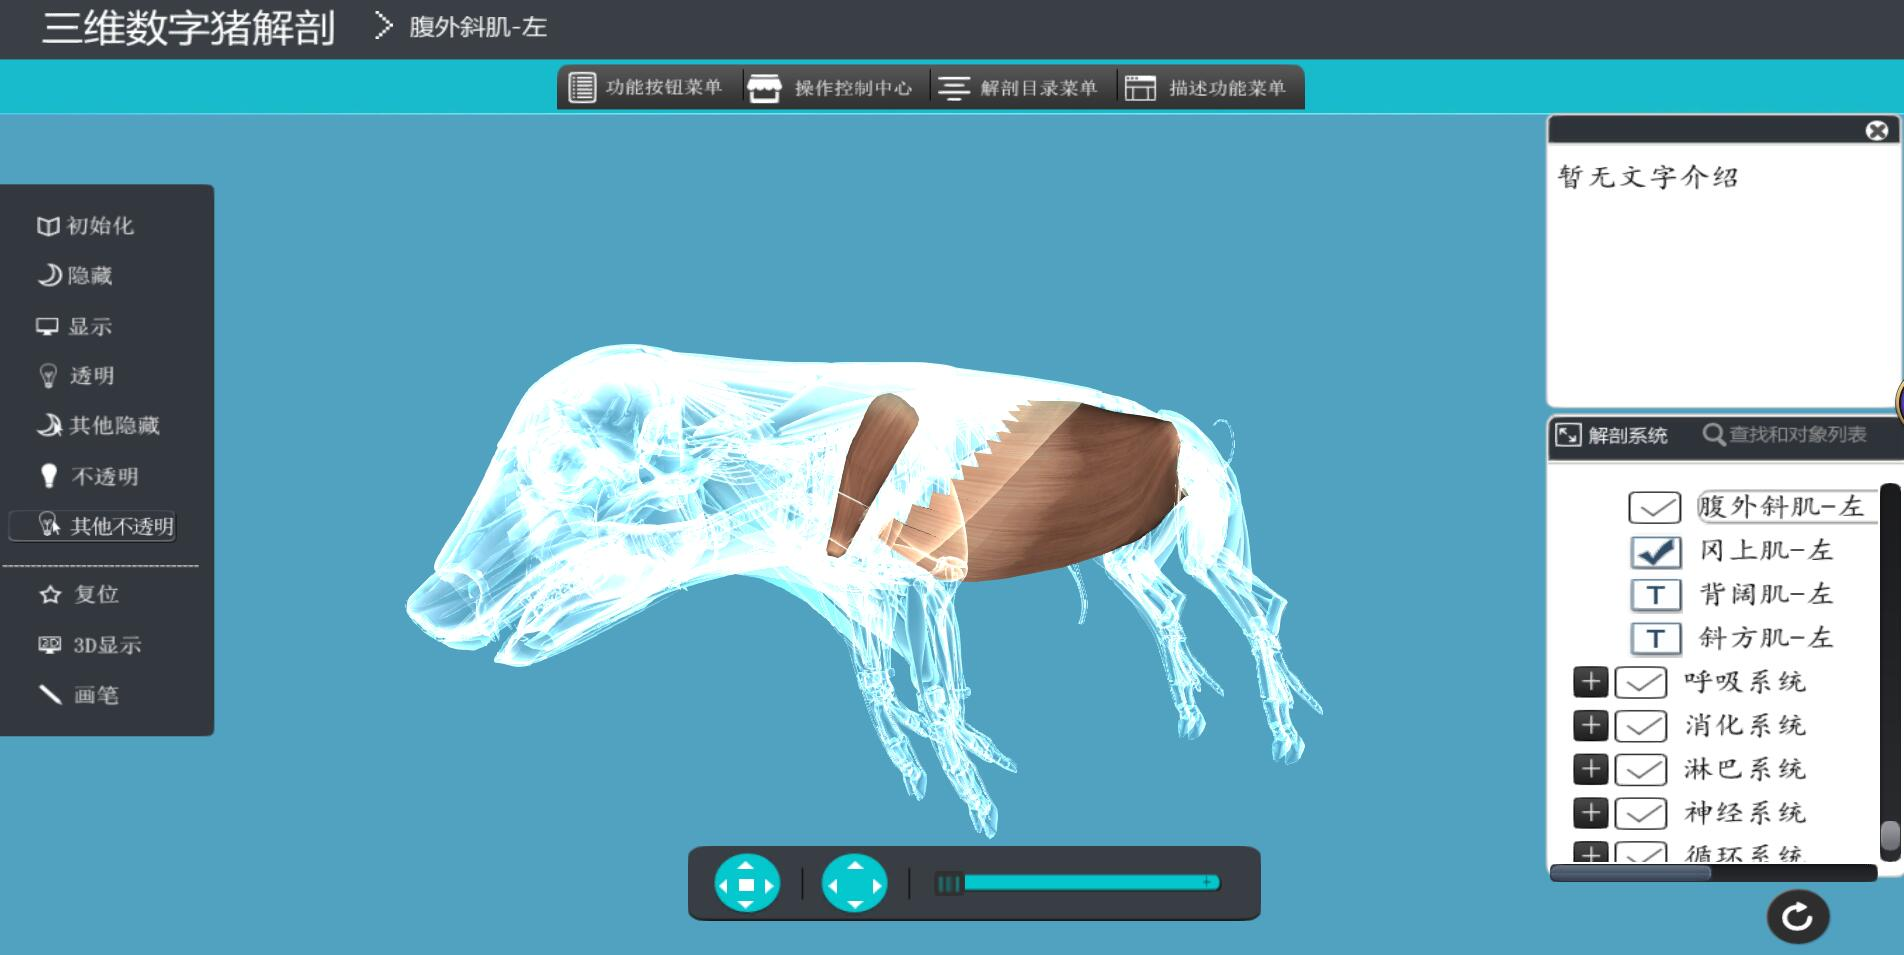 三维数字猪解剖 腹外斜肌-左
功能按钮菜单 操作控制中心 解剖目录菜单 描述功能菜单
初始化
隐藏
显示
透明
其他隐藏
不透明
其他不透明
复位
3D显示
画笔
暂无文字介绍
解剖系统 查找和对象列表
腹外斜肌-左
冈上肌-左
T 背阔肌-左
T 斜方肌-左
呼吸系统
消化系统
淋巴系统
神经系统
循环系统